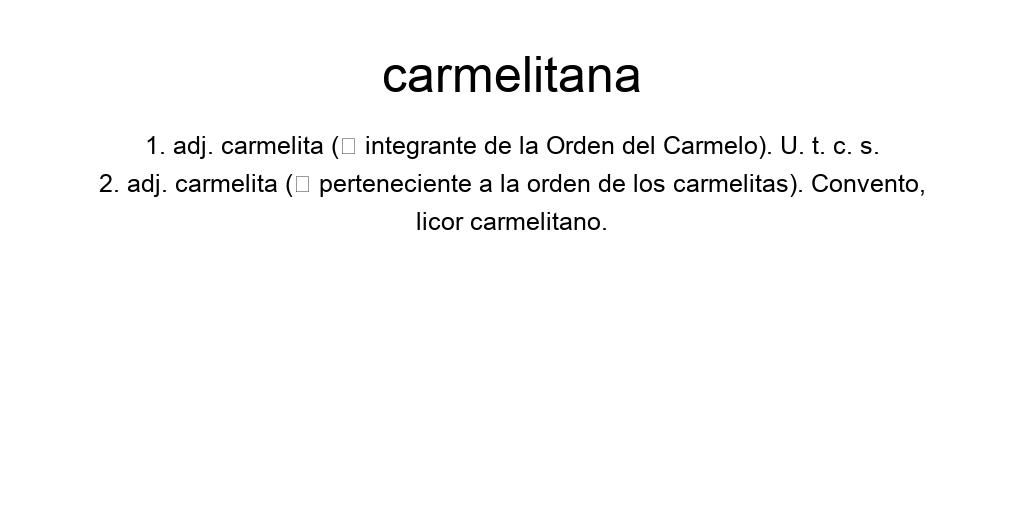 carmelitana
1. adj. carmelita (□ integrante de la Orden del Carmelo). U. t. c. s.
2. adj. carmelita (□ perteneciente a la orden de los carmelitas). Convento,
licor carmelitano.